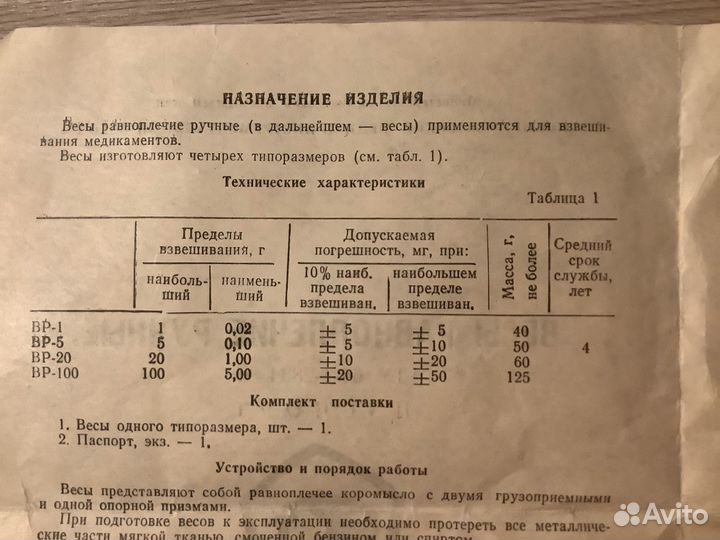 НАЗНАЧЕНИЕ ИЗДЕЛИЯ
Весы равноплечие ручные (в дальнейшем — весы) применяются для взвеши-
вания медикаментов.
Весы изготовляют четырех типоразмеров (см. табл. 1).
Технические характеристики
Таблица 1
Пределы взвешивания, г
Допускаемая погрешность, мг, при:
Масса, г, не более
Средний срок службы, лет
наиболь-
ший
наимень-
ший
10% наиб. предела взвешиван.
наибольшем пределе взвешиван.
ВР-1 1 0,02 ± 5 ± 5 40
ВР-5 5 0,10 ± 5 ±10 50 4
ВР-20 20 1,00 ±10 ±20 60
ВР-100 100 5,00 ±20 ±50 125
Комплект поставки
1. Весы одного типоразмера, шт. — 1.
2. Паспорт, экз. — 1.
Устройство и порядок работы
Весы представляют собой равноплечее коромысло с двумя грузоприемными
и одной опорной призмами.
При подготовке весов к эксплуатации необходимо протереть все металличе-
ские части мягкой тканью, смоченной бензином или спиртом.
Avito